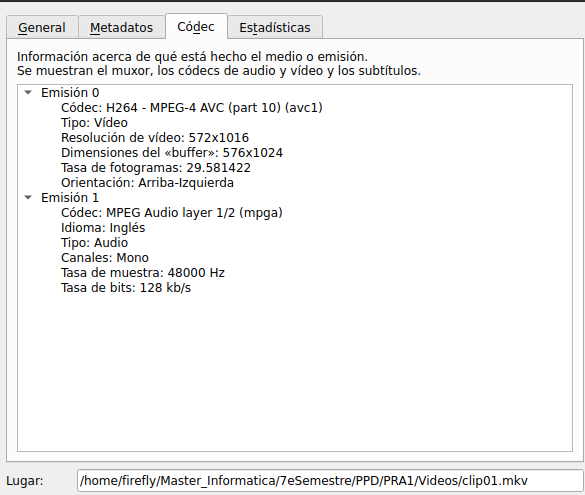 General Metadatos Códec Estadísticas
Información acerca de qué está hecho el medio o emisión.
Se muestran el muxor, los códecs de audio y vídeo y los subtítulos.
Emisión 0
Códec: H264 - MPEG-4 AVC (part 10) (avc1)
Tipo: Vídeo
Resolución de vídeo: 572x1016
Dimensiones del «buffer»: 576x1024
Tasa de fotogramas: 29.581422
Orientación: Arriba-Izquierda
Emisión 1
Códec: MPEG Audio layer 1/2 (mpga)
Idioma: Inglés
Tipo: Audio
Canales: Mono
Tasa de muestra: 48000 Hz
Tasa de bits: 128 kb/s
Lugar: /home/firefly/Master_Informatica/7eSemestre/PPD/PRA1/Videos/clip01.mkv